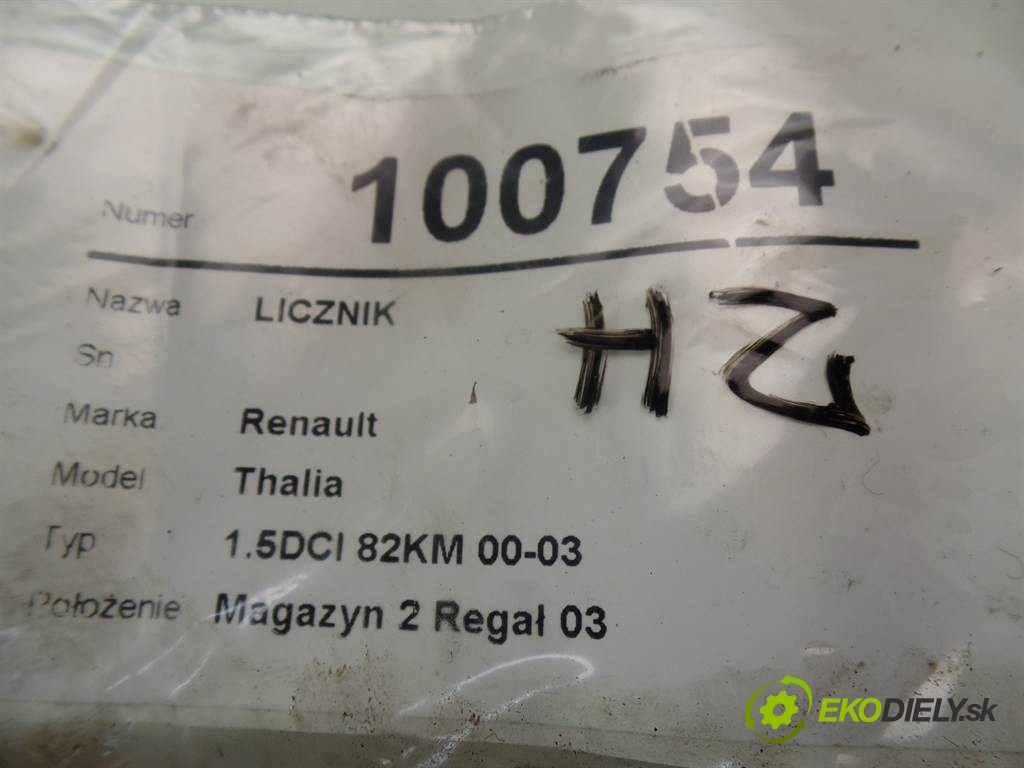 Numer 100754
Nazwa LICZNIK
HZ
Sn
Marka Renault
Model Thalia
Typ 1.5DCI 82KM 00-03
Położenie Magazyn 2 Regał 03
EKODIELY.sk